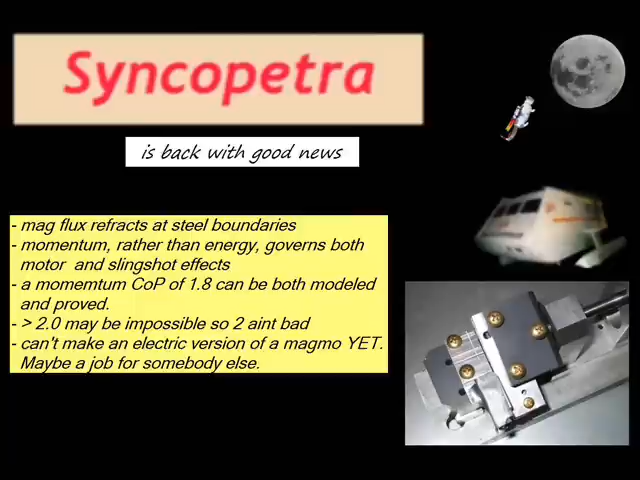 Syncopetra
is back with good news
- mag flux refracts at steel boundaries
- momentum, rather than energy, governs both
motor and slingshot effects
- a momemtum CoP of 1.8 can be both modeled
and proved.
- > 2.0 may be impossible so 2 aint bad
- can't make an electric version of a magmo YET.
Maybe a job for somebody else.